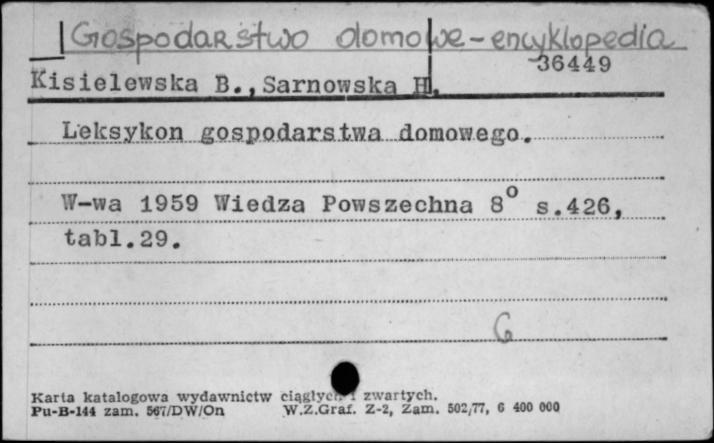 Gospodarstwo domowe - encyklopedia
36449
Kisielewska B., Sarnowska H.
Leksykon gospodarstwa domowego.
W-wa 1959 Wiedza Powszechna 8° s.426,
tabl.29.
G
Karta katalogowa wydawnictw ciągłych i zwartych.
Pu-B-144 zam. 567/DW/On W.Z.Graf. Z-2, Zam. 502/77, 6 400 000